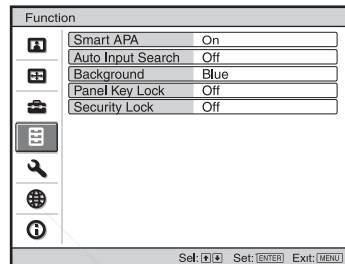 Function
Smart APA On
Auto Input Search Off
Background Blue
Panel Key Lock Off
Security Lock Off
Sel: Set: ENTER Exit: MENU